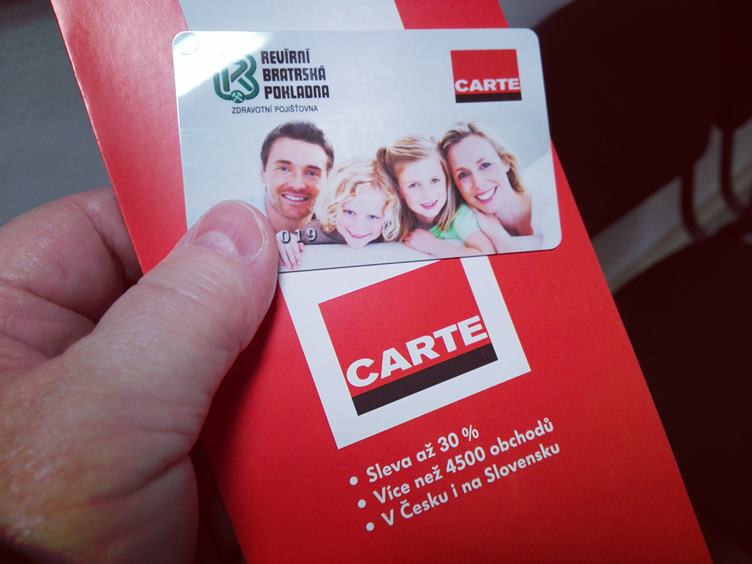 REVÍRNÍ
BRATRSKÁ
POKLADNA
ZDRAVOTNÍ POJIŠŤOVNA
CARTE
019
CARTE
• Sleva až 30 %
• Více než 4500 obchodů
• V Česku i na Slovensku